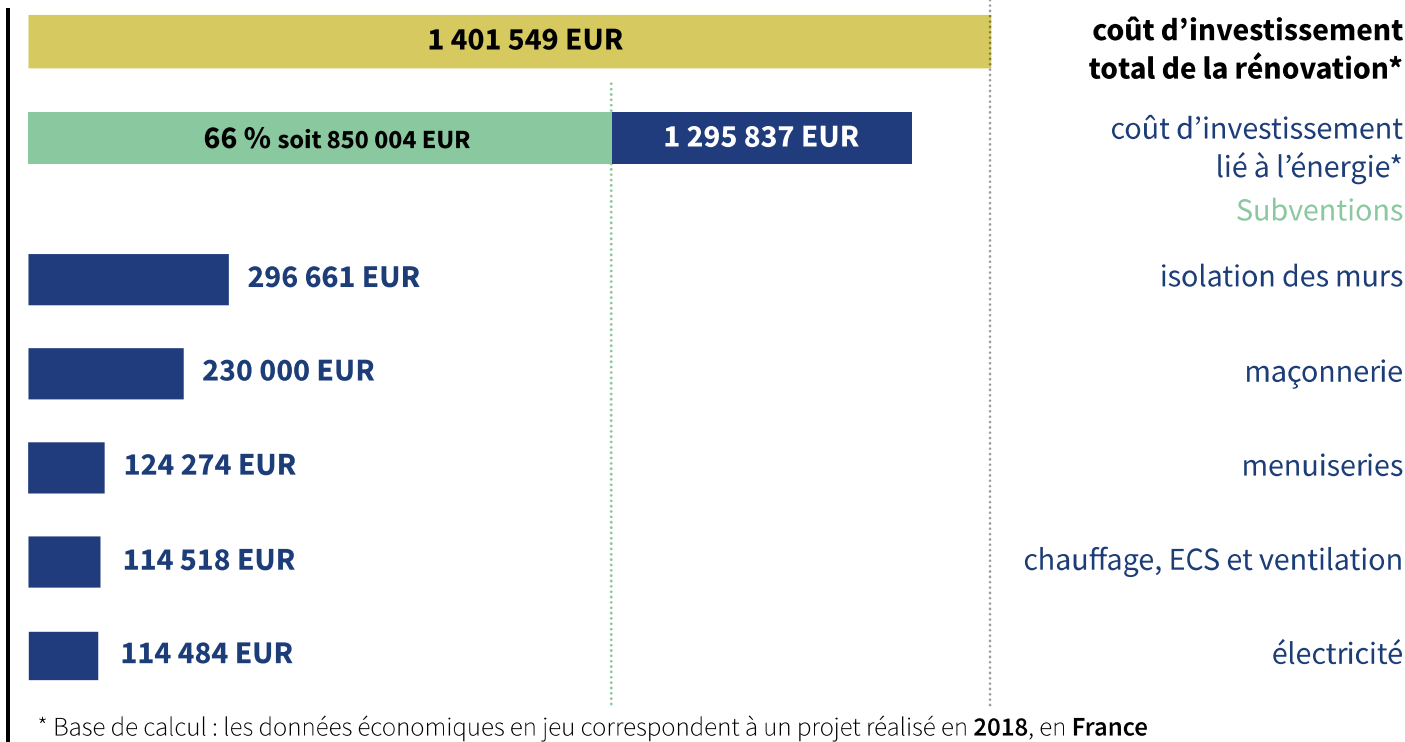 1 401 549 EUR
coût d’investissement
total de la rénovation*
66 % soit 850 004 EUR
1 295 837 EUR
coût d’investissement
lié à l’énergie*
Subventions
296 661 EUR
isolation des murs
230 000 EUR
maçonnerie
124 274 EUR
menuiseries
114 518 EUR
chauffage, ECS et ventilation
114 484 EUR
électricité
* Base de calcul : les données économiques en jeu correspondent à un projet réalisé en 2018, en France